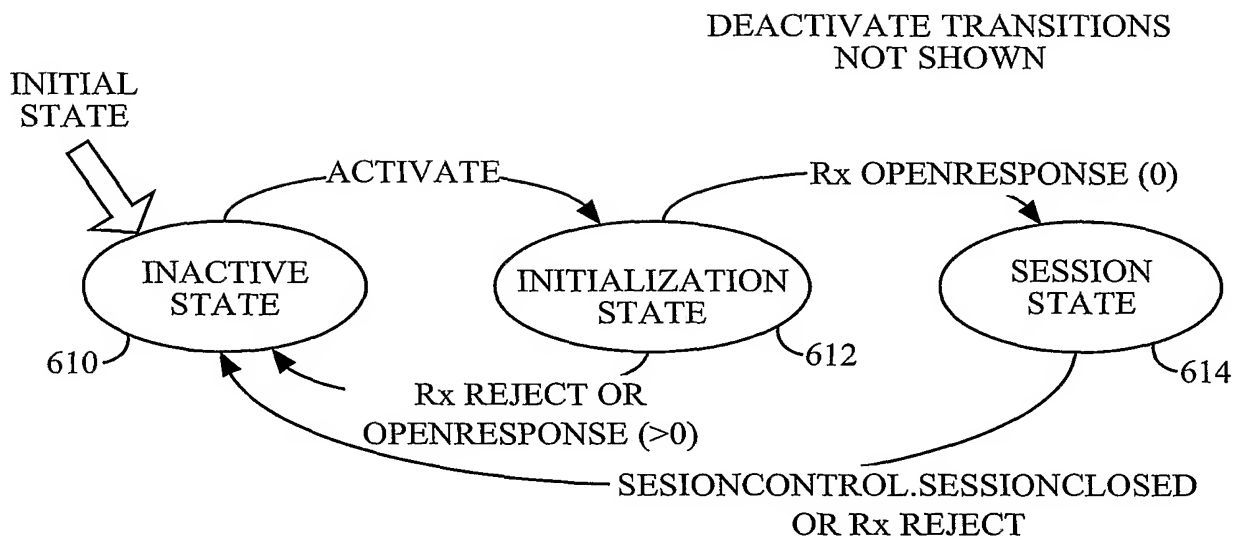 DEACTIVATE TRANSITIONS
NOT SHOWN
INITIAL
STATE
ACTIVATE
Rx OPENRESPONSE (0)
INACTIVE
STATE
INITIALIZATION
STATE
SESSION
STATE
610
612
614
Rx REJECT OR
OPENRESPONSE (>0)
SESIONCONTROL.SESSIONCLOSED
OR Rx REJECT